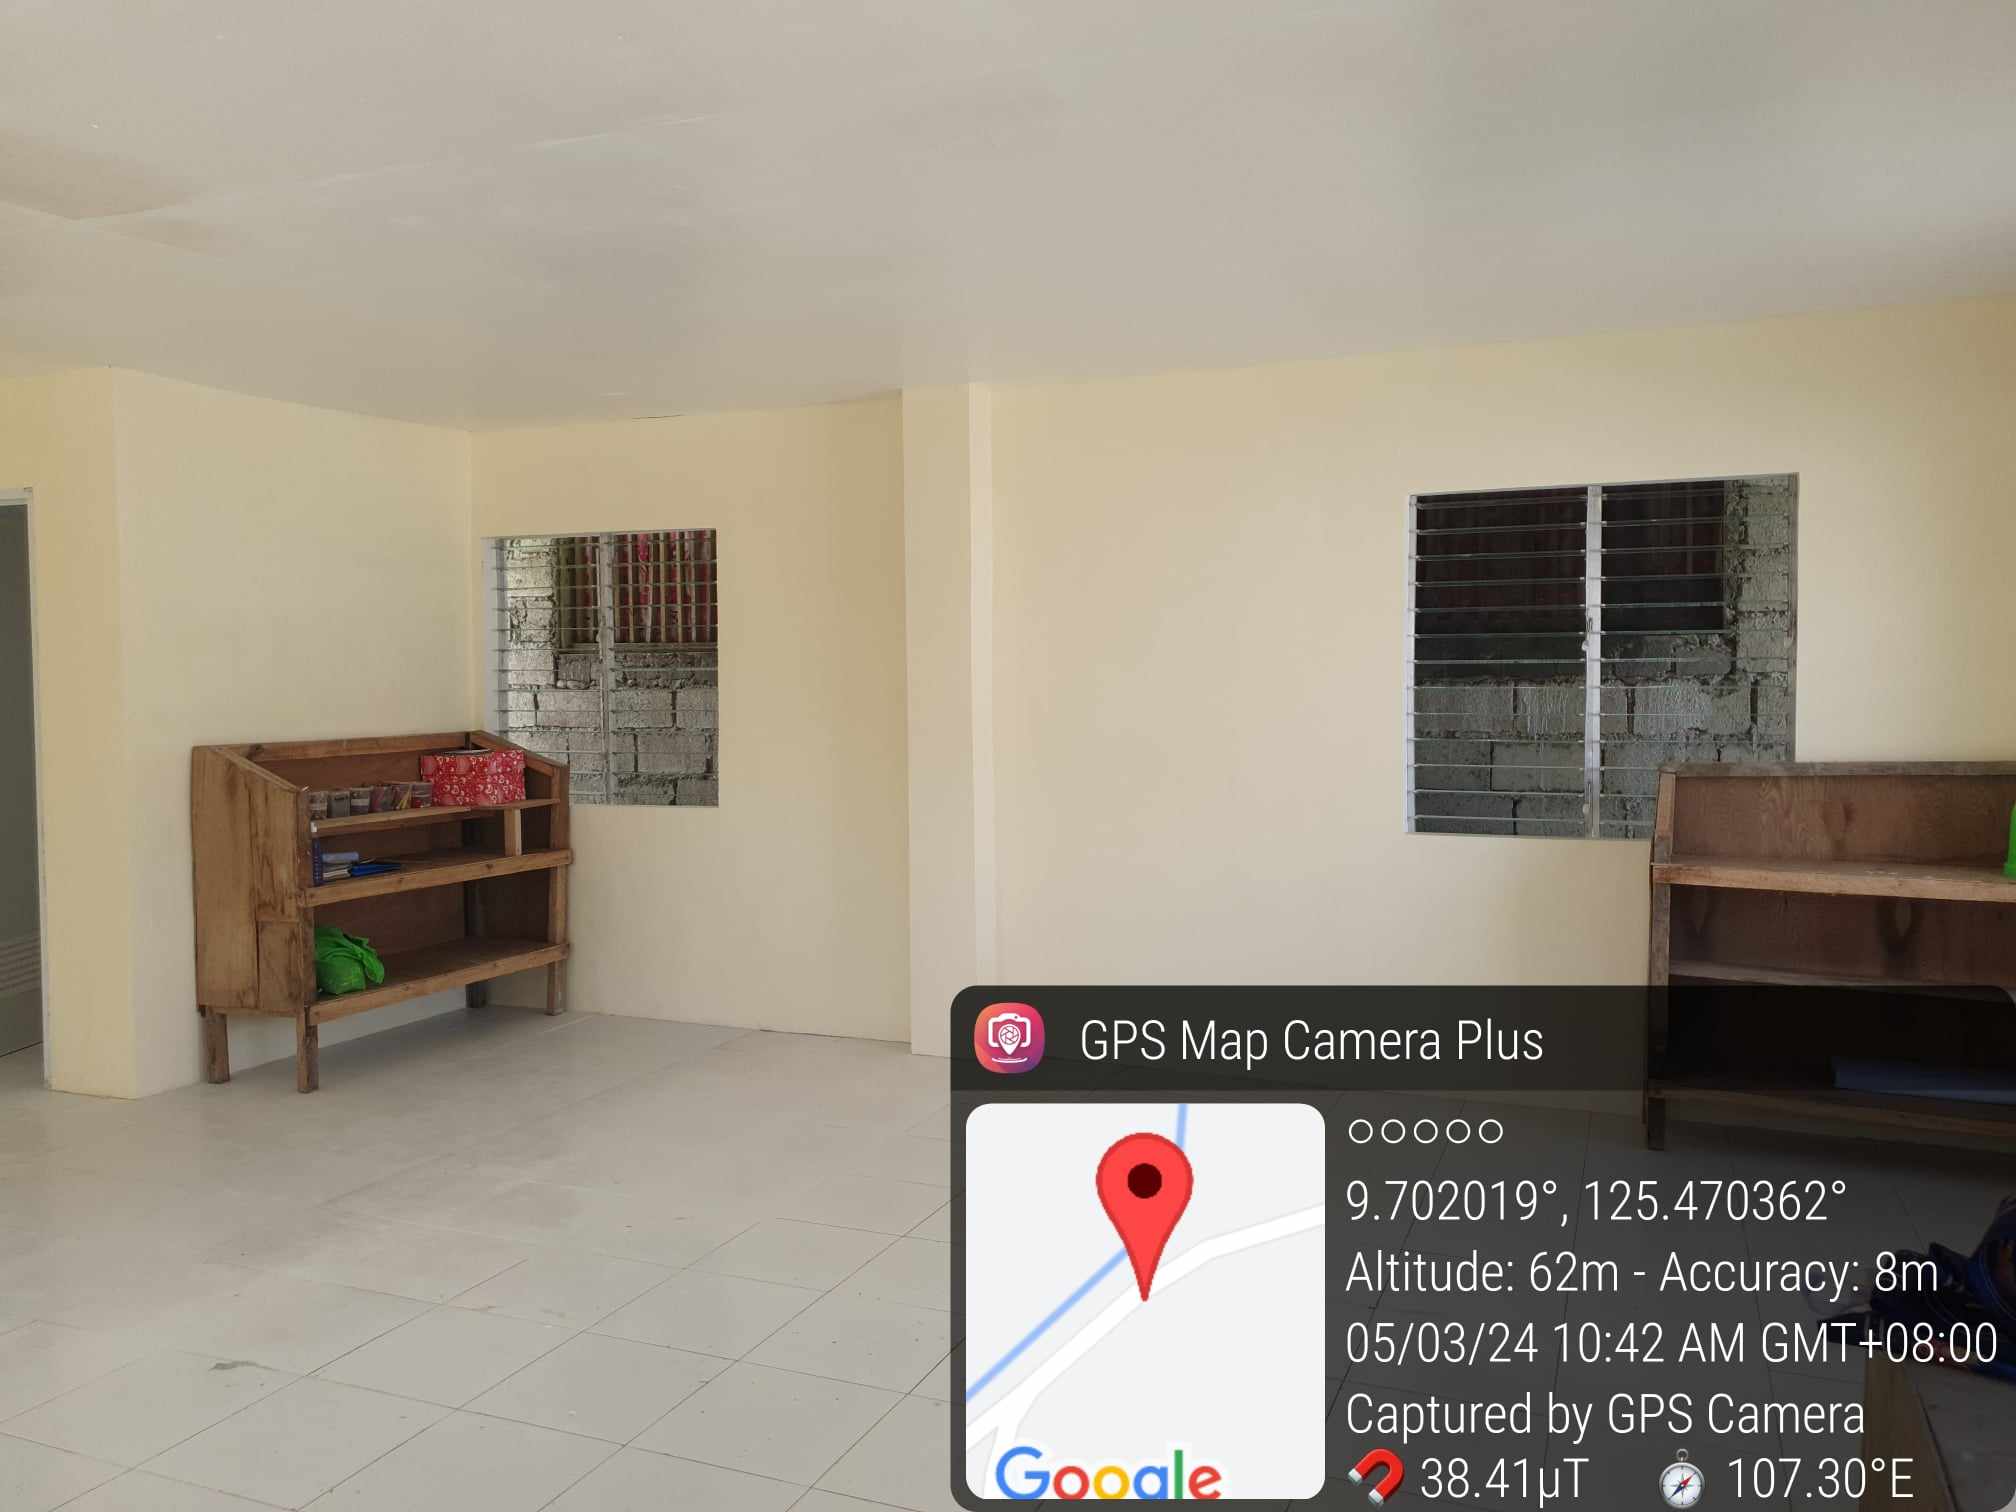 GPS Map Camera Plus
○○○○○
9.702019°, 125.470362°
Altitude: 62m - Accuracy: 8m
05/03/24 10:42 AM GMT+08:00
Captured by GPS Camera
38.41µT 107.30°E
Google